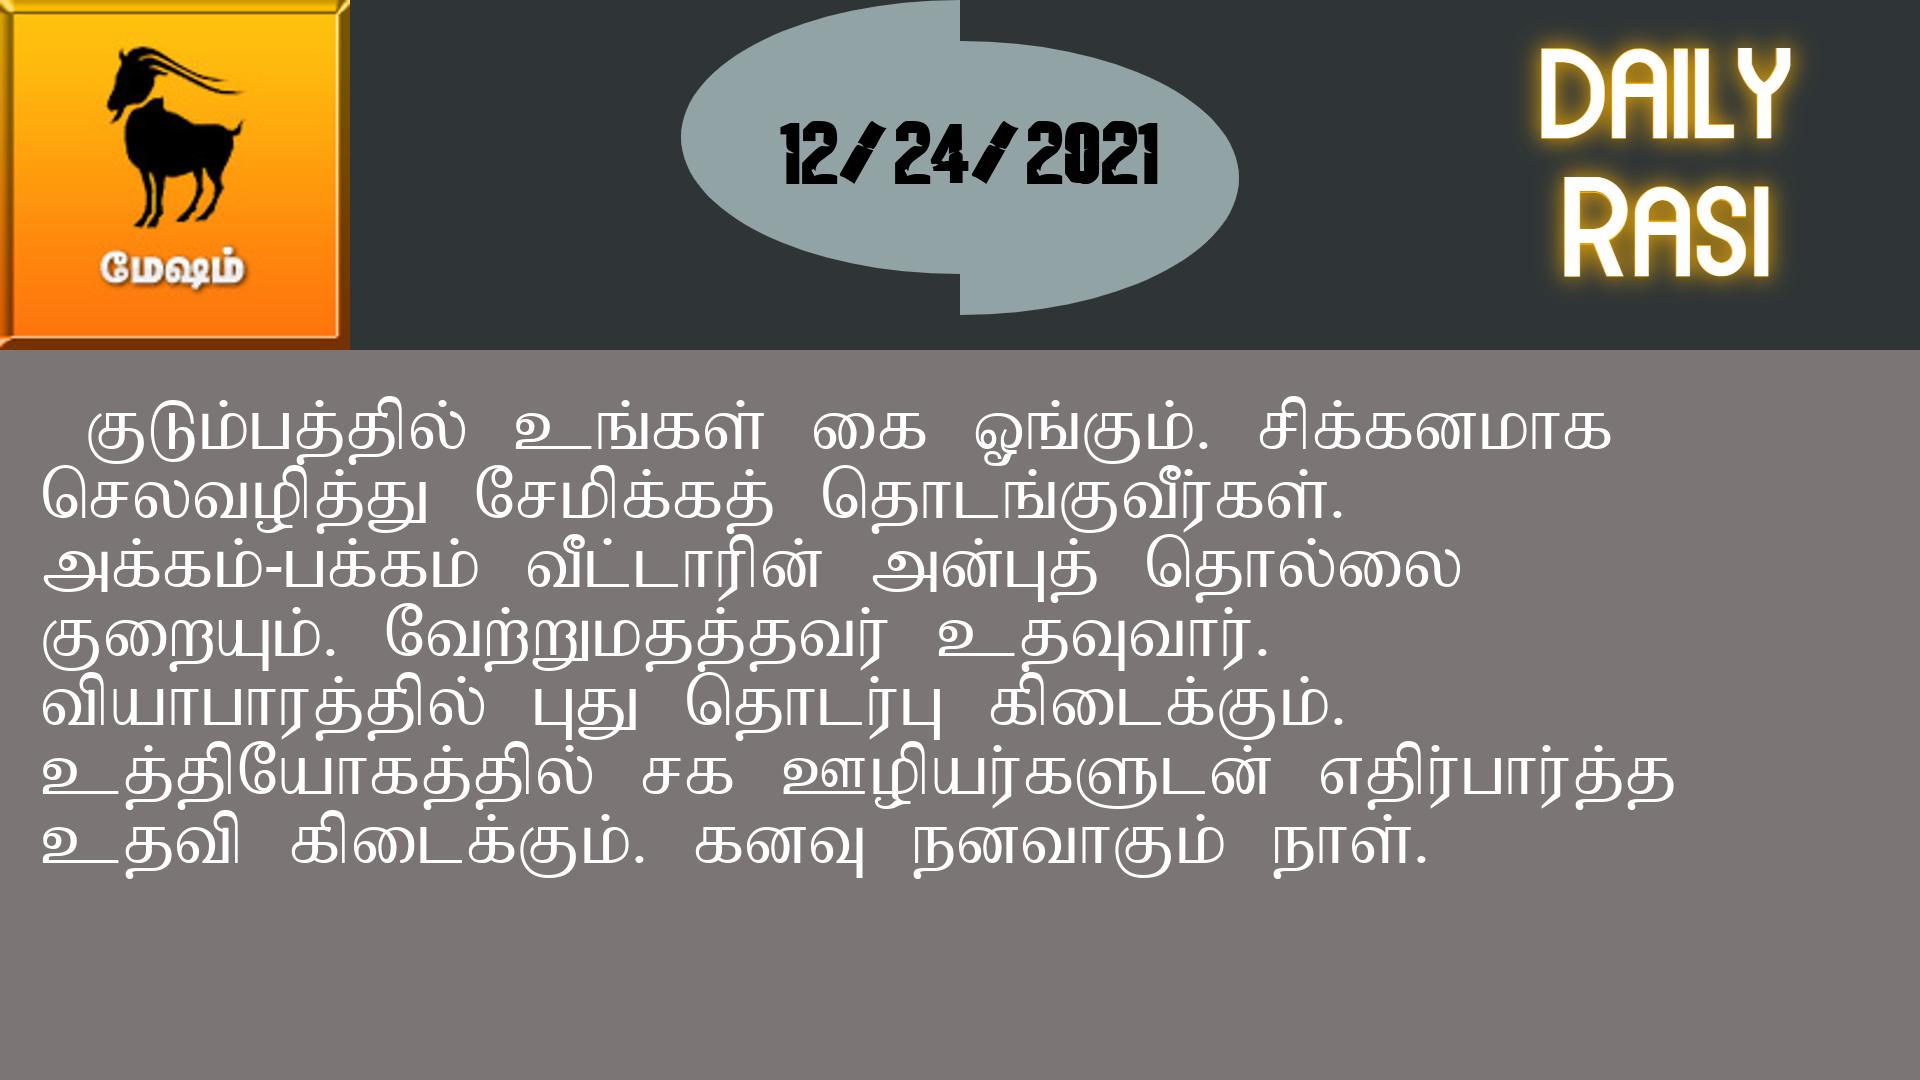 மேஷம்
12/24/2021
DAILY
RASI
குடும்பத்தில் உங்கள் கை ஓங்கும். சிக்கனமாக
செலவழித்து சேமிக்கத் தொடங்குவீர்கள்.
அக்கம்-பக்கம் வீட்டாரின் அன்புத் தொல்லை
குறையும். வேற்றுமதத்தவர் உதவுவார்.
வியாபாரத்தில் புது தொடர்பு கிடைக்கும்.
உத்தியோகத்தில் சக ஊழியர்களுடன் எதிர்பார்த்த
உதவி கிடைக்கும். கனவு நனவாகும் நாள்.